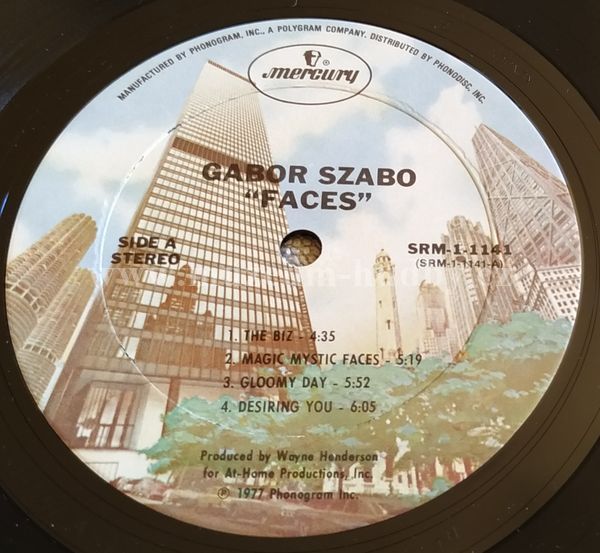 MANUFACTURED BY PHONOGRAM, INC., A POLYGRAM COMPANY. DISTRIBUTED BY PHONODISC, INC.
mercury ®
GABOR SZABO
"FACES"
SIDE A
STEREO
SRM-1-1141
(SRM-1-1141-A)
1. THE BIZ - 4:35
2. MAGIC MYSTIC FACES - 5:19
3. GLOOMY DAY - 5:52
4. DESIRING YOU - 6:05
Produced by Wayne Henderson
for At-Home Productions, Inc.
℗ 1977 Phonogram Inc.